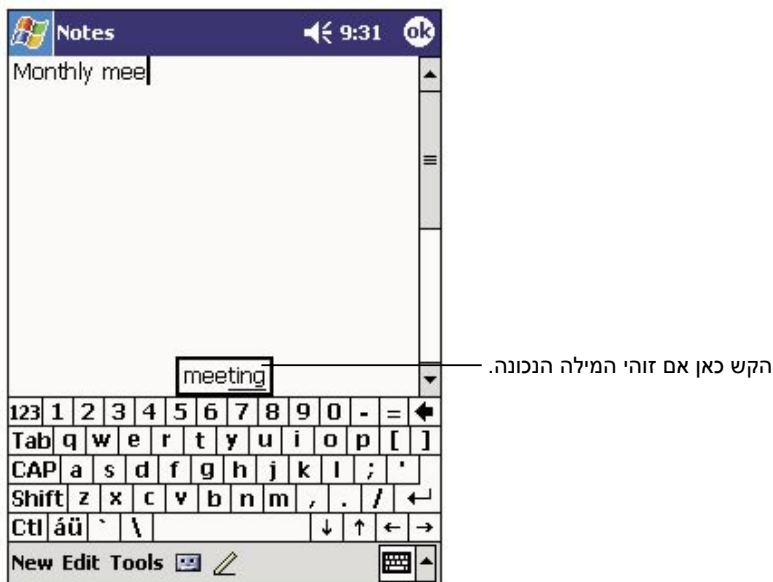 Notes 9:31 ok
Monthly mee
meeting
הקש כאן אם זוהי המילה הנכונה.
123 1 2 3 4 5 6 7 8 9 0 - =
Tab q w e r t y u i o p [ ]
CAP a s d f g h j k l ; '
Shift z x c v b n m , . /
Ctl áü ` \
New Edit Tools